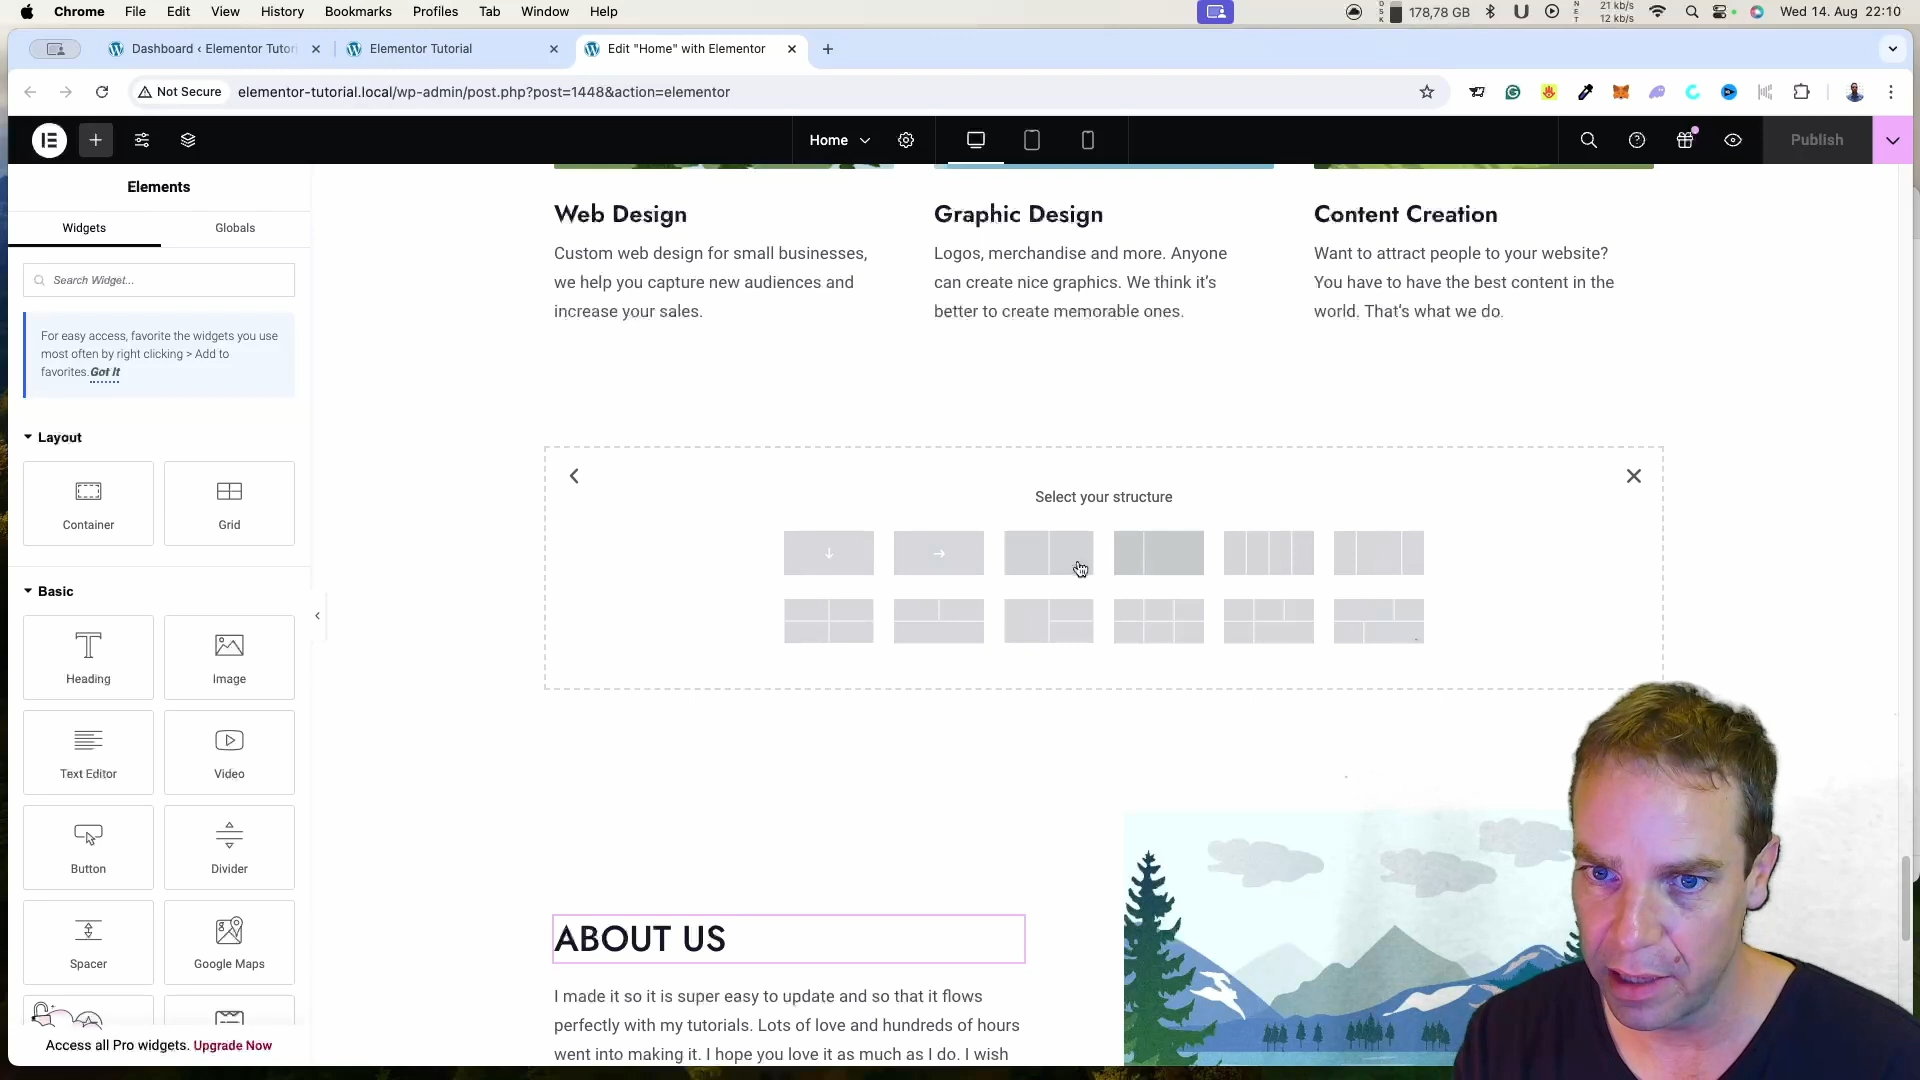 Chrome File Edit View History Bookmarks Profiles Tab Window Help
178,78 GB
21 kb/s
12 kb/s
Wed 14. Aug 22:10
Dashboard ‹ Elementor Tutori
Elementor Tutorial
Edit "Home" with Elementor
Not Secure
elementor-tutorial.local/wp-admin/post.php?post=1448&action=elementor
Home
Publish
Elements
Widgets
Globals
Search Widget...
For easy access, favorite the widgets you use
most often by right clicking > Add to
favorites. Got It
Layout
Container
Grid
Basic
Heading
Image
Text Editor
Video
Button
Divider
Spacer
Google Maps
Access all Pro widgets. Upgrade Now
Web Design
Custom web design for small businesses,
we help you capture new audiences and
increase your sales.
Graphic Design
Logos, merchandise and more. Anyone
can create nice graphics. We think it's
better to create memorable ones.
Content Creation
Want to attract people to your website?
You have to have the best content in the
world. That's what we do.
Select your structure
ABOUT US
I made it so it is super easy to update and so that it flows
perfectly with my tutorials. Lots of love and hundreds of hours
went into making it. I hope you love it as much as I do. I wish